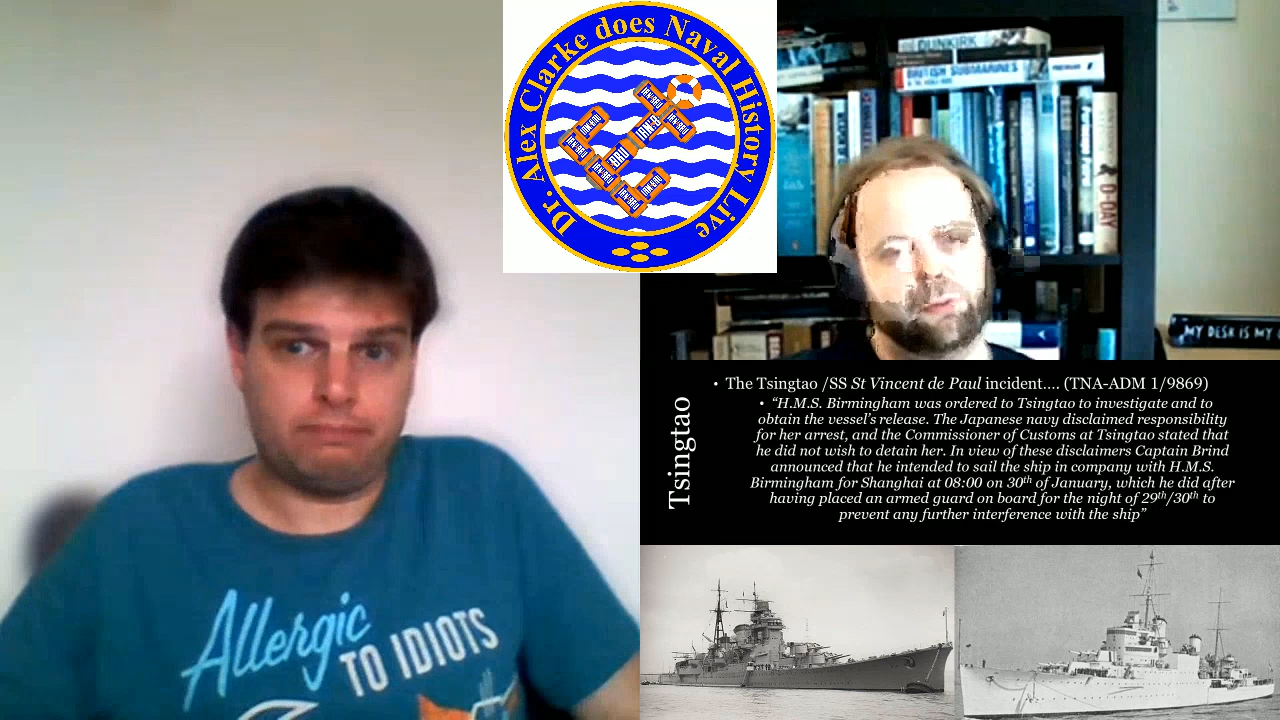 Dr. Alex Clarke does Naval History Live
DUNKIRK
BRITISH SUBMARINES
D-DAY
MY DESK IS MY
Allergic
TO IDIOTS
Tsingtao
• The Tsingtao /SS St Vincent de Paul incident.... (TNA-ADM 1/9869)
• “H.M.S. Birmingham was ordered to Tsingtao to investigate and to
obtain the vessel’s release. The Japanese navy disclaimed responsibility
for her arrest, and the Commissioner of Customs at Tsingtao stated that
he did not wish to detain her. In view of these disclaimers Captain Brind
announced that he intended to sail the ship in company with H.M.S.
Birmingham for Shanghai at 08:00 on 30th of January, which he did after
having placed an armed guard on board for the night of 29th/30th to
prevent any further interference with the ship”